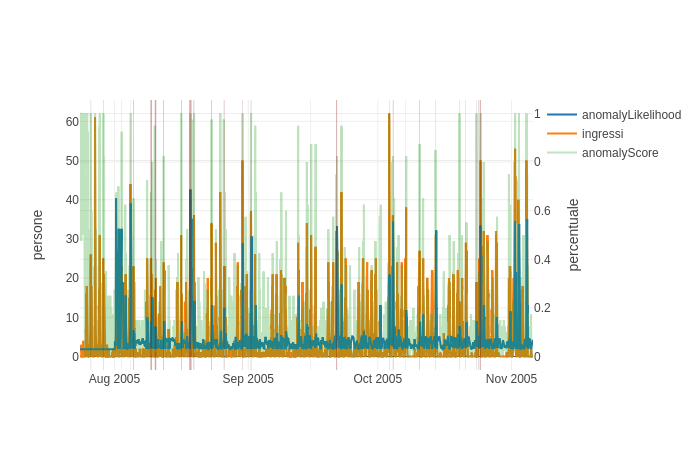 60
50
40
30
20
10
0
persone
1
0
0.6
0.4
0.2
0
percentuale
Aug 2005
Sep 2005
Oct 2005
Nov 2005
anomalyLikelihood
ingressi
anomalyScore